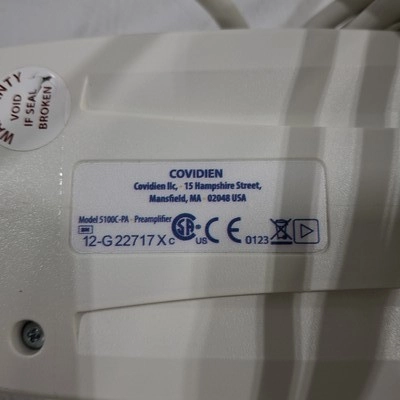 WARRANTY
VOID
IF SEAL
BROKEN
COVIDIEN
Covidien llc, 15 Hampshire Street,
Mansfield, MA 02048 USA
Model 5100C-PA Preamplifier
12-G 22717 X
C SA US CE 0123